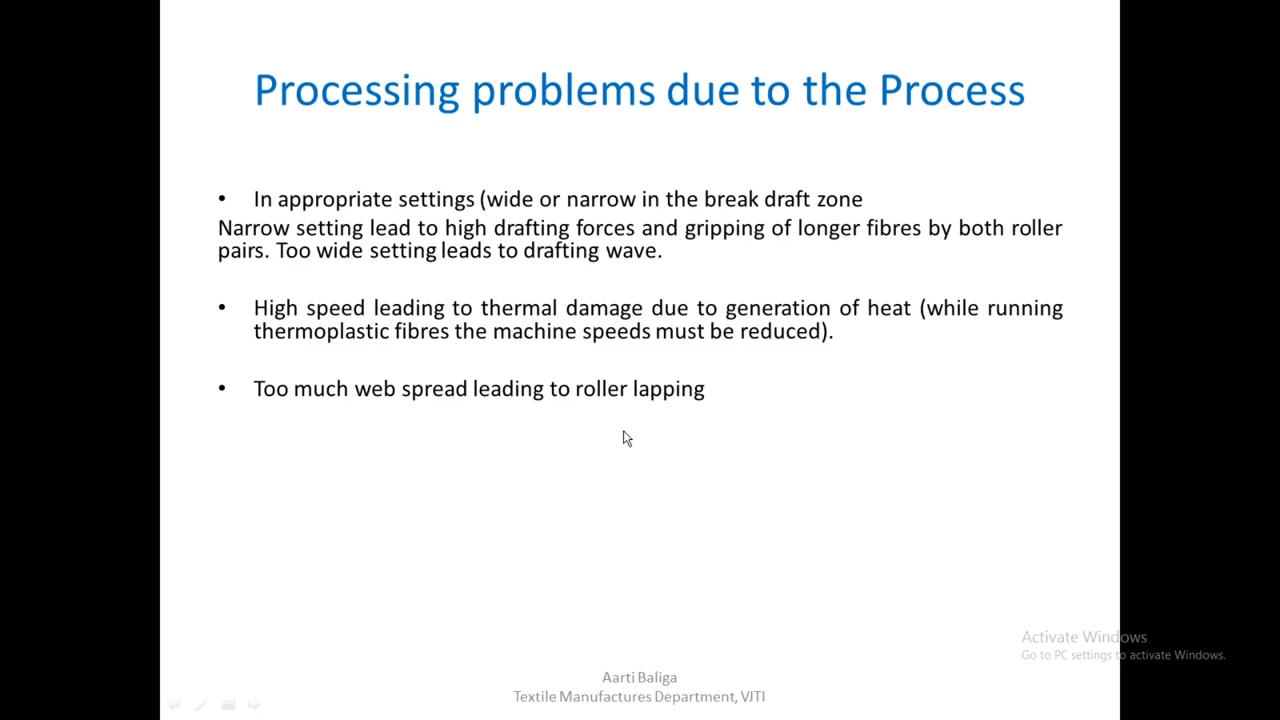 Processing problems due to the Process
• In appropriate settings (wide or narrow in the break draft zone
Narrow setting lead to high drafting forces and gripping of longer fibres by both roller
pairs. Too wide setting leads to drafting wave.
• High speed leading to thermal damage due to generation of heat (while running
thermoplastic fibres the machine speeds must be reduced).
• Too much web spread leading to roller lapping
Activate Windows
Go to PC settings to activate Windows.
Aarti Baliga
Textile Manufactures Department, VJTI